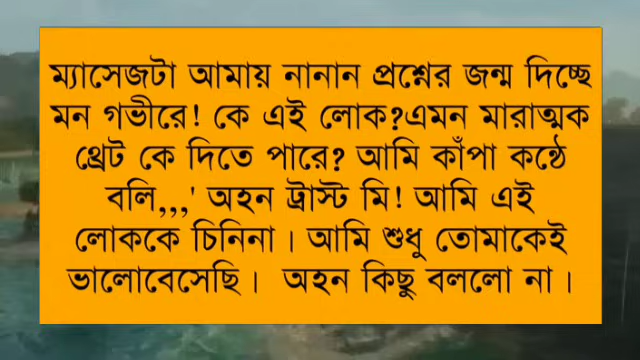 ম্যাসেজটা আমায় নানান প্রশ্নের জন্ম দিচ্ছে
মন গভীরে! কে এই লোক?এমন মারাত্মক
থ্রেট কে দিতে পারে? আমি কাঁপা কন্ঠে
বলি,,,' অহন ট্রাস্ট মি! আমি এই
লোককে চিনিনা। আমি শুধু তোমাকেই
ভালোবেসেছি। অহন কিছু বললো না।